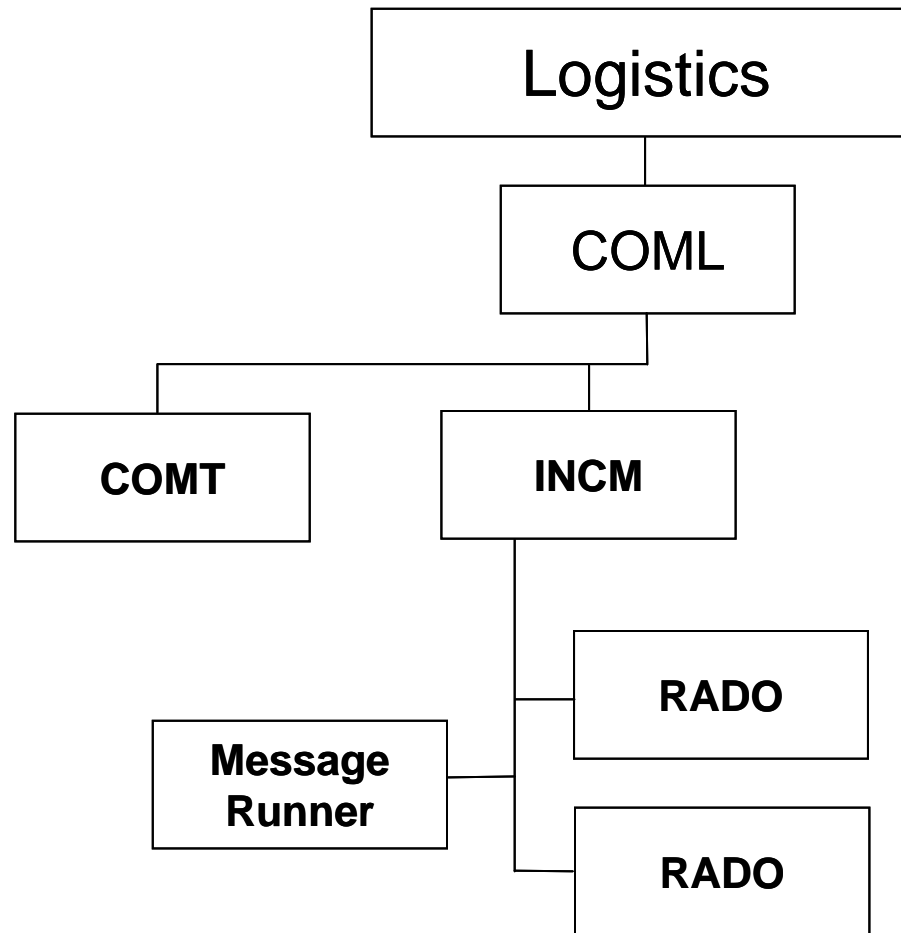 Logistics
COML
COMT
INCM
RADO
Message
Runner
RADO